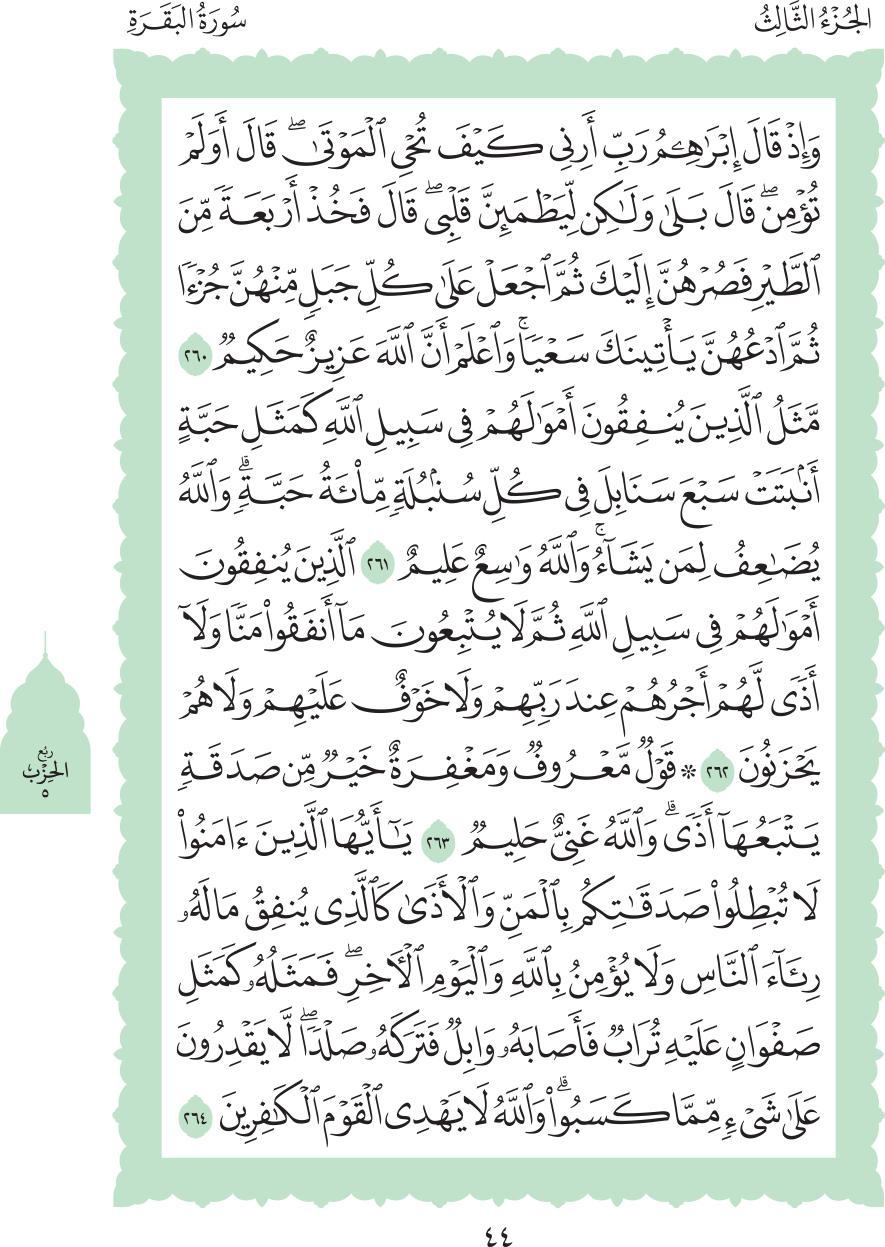 الجُزْءُ الثَّالِثُ
سُورَةُ البَقَرَةِ
وَإِذْ قَالَ إِبْرَٰهِـۧمُ رَبِّ أَرِنِى كَيْفَ تُحْىِ ٱلْمَوْتَىٰۖ قَالَ أَوَلَمْ
تُؤْمِنۖ قَالَ بَلَىٰ وَلَٰكِن لِّيَطْمَئِنَّ قَلْبِىۖ قَالَ فَخُذْ أَرْبَعَةً مِّنَ
ٱلطَّيْرِ فَصُرْهُنَّ إِلَيْكَ ثُمَّ ٱجْعَلْ عَلَىٰ كُلِّ جَبَلٍ مِّنْهُنَّ جُزْءًا
ثُمَّ ٱدْعُهُنَّ يَأْتِينَكَ سَعْيًاۚ وَٱعْلَمْ أَنَّ ٱللَّهَ عَزِيزٌ حَكِيمٌ ٢٦٠
مَّثَلُ ٱلَّذِينَ يُنفِقُونَ أَمْوَٰلَهُمْ فِى سَبِيلِ ٱللَّهِ كَمَثَلِ حَبَّةٍ
أَنۢبَتَتْ سَبْعَ سَنَابِلَ فِى كُلِّ سُنۢبُلَةٍ مِّا۟ئَةُ حَبَّةٍۗ وَٱللَّهُ
يُضَٰعِفُ لِمَن يَشَآءُۚ وَٱللَّهُ وَٰسِعٌ عَلِيمٌ ٢٦١ ٱلَّذِينَ يُنفِقُونَ
أَمْوَٰلَهُمْ فِى سَبِيلِ ٱللَّهِ ثُمَّ لَا يُتْبِعُونَ مَآ أَنفَقُوا۟ مَنًّا وَلَآ
أَذًى لَّهُمْ أَجْرُهُمْ عِندَ رَبِّهِمْ وَلَا خَوْفٌ عَلَيْهِمْ وَلَا هُمْ
يَحْزَنُونَ ٢٦٢ * قَوْلٌ مَّعْرُوفٌ وَمَغْفِرَةٌ خَيْرٌ مِّن صَدَقَةٍ
يَتْبَعُهَآ أَذًىۗ وَٱللَّهُ غَنِىٌّ حَلِيمٌ ٢٦٣ يَٰٓأَيُّهَا ٱلَّذِينَ ءَامَنُوا۟
لَا تُبْطِلُوا۟ صَدَقَٰتِكُم بِٱلْمَنِّ وَٱلْأَذَىٰ كَٱلَّذِى يُنفِقُ مَالَهُۥ
رِئَآءَ ٱلنَّاسِ وَلَا يُؤْمِنُ بِٱللَّهِ وَٱلْيَوْمِ ٱلْءَاخِرِۖ فَمَثَلُهُۥ كَمَثَلِ
صَفْوَانٍ عَلَيْهِ تُرَابٌ فَأَصَابَهُۥ وَابِلٌ فَتَرَكَهُۥ صَلْدًاۖ لَّا يَقْدِرُونَ
عَلَىٰ شَىْءٍ مِّمَّا كَسَبُوا۟ۗ وَٱللَّهُ لَا يَهْدِى ٱلْقَوْمَ ٱلْكَٰفِرِينَ ٢٦٤
ربُع
الحِزْب
٥
٤٤